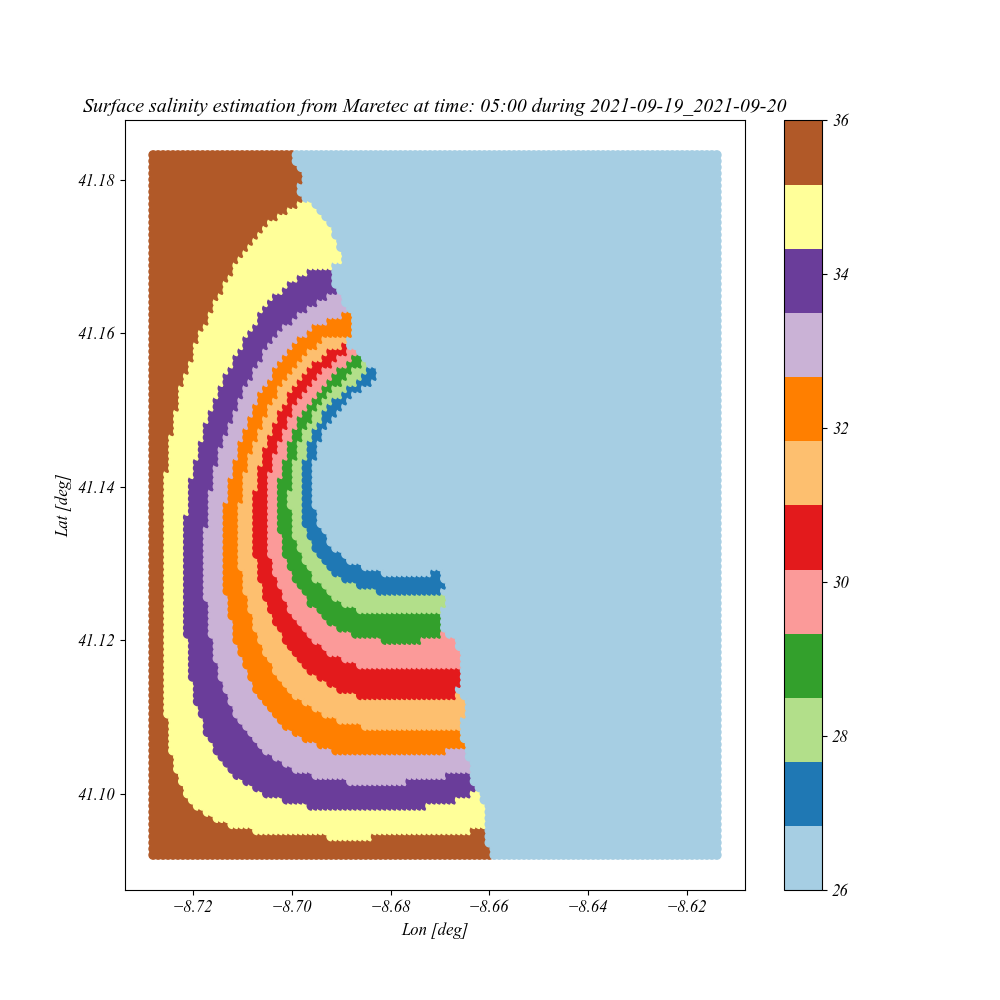 Surface salinity estimation from Maretec at time: 05:00 during 2021-09-19_2021-09-20
41.18
41.16
41.14
41.12
41.10
Lat [deg]
−8.72 −8.70 −8.68 −8.66 −8.64 −8.62
Lon [deg]
36
34
32
30
28
26